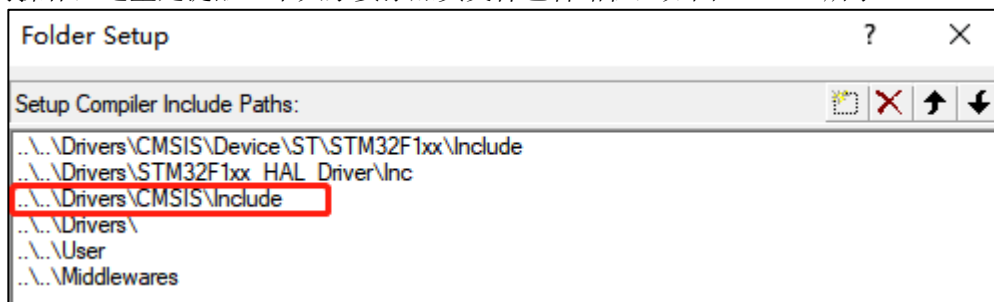 Folder Setup
Setup Compiler Include Paths:
..\..\Drivers\CMSIS\Device\ST\STM32F1xx\Include
..\..\Drivers\STM32F1xx_HAL_Driver\Inc
..\..\Drivers\CMSIS\Include
..\..\Drivers\
..\..\User
..\..\Middlewares